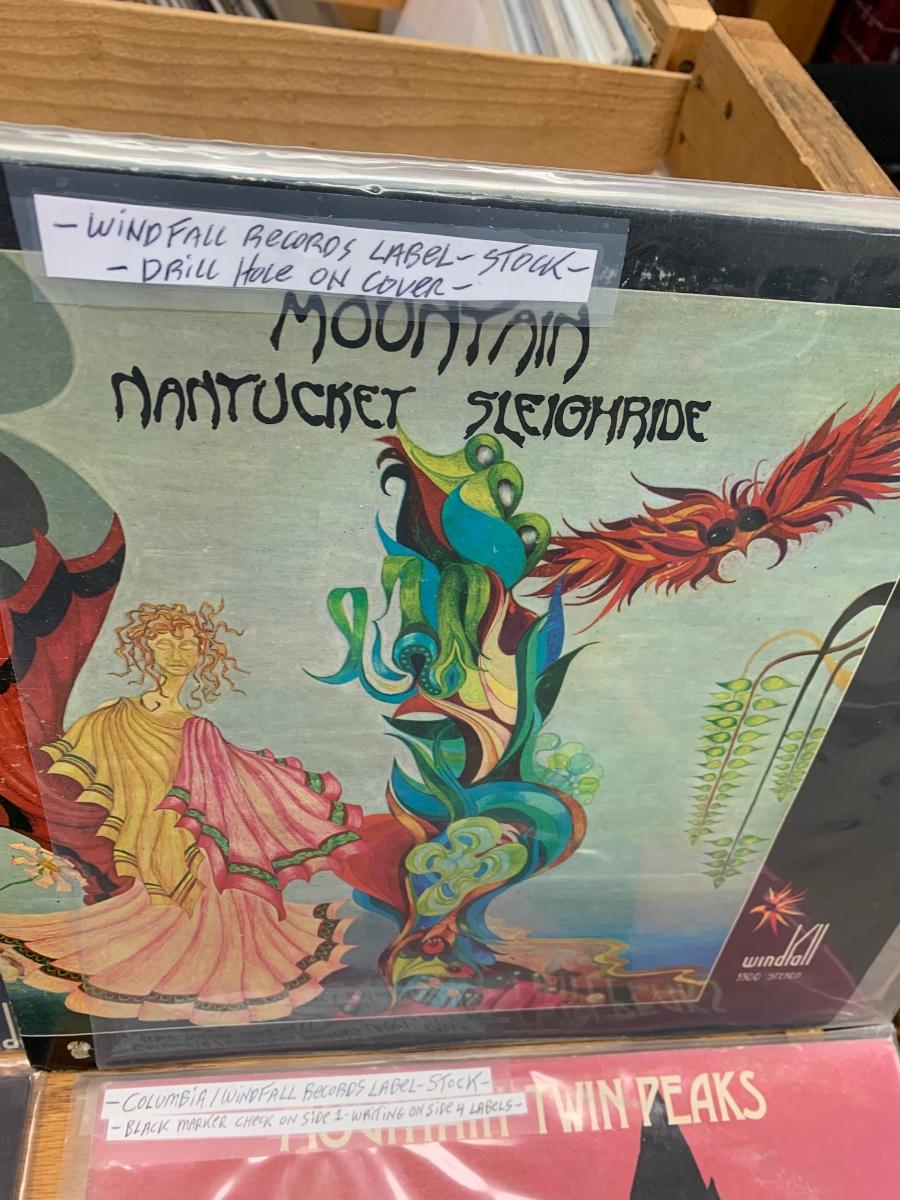 - WINDFALL RECORDS LABEL - STOCK -
- DRILL HOLE ON COVER -
MOUNTAIN
NANTUCKET SLEIGHRIDE
windfall
5500 STEREO
- COLUMBIA/WINDFALL RECORDS LABEL - STOCK -
- BLACK MARKER CHECK ON SIDE 1 - WRITING ON SIDE 4 LABELS -
MOUNTAIN TWIN PEAKS